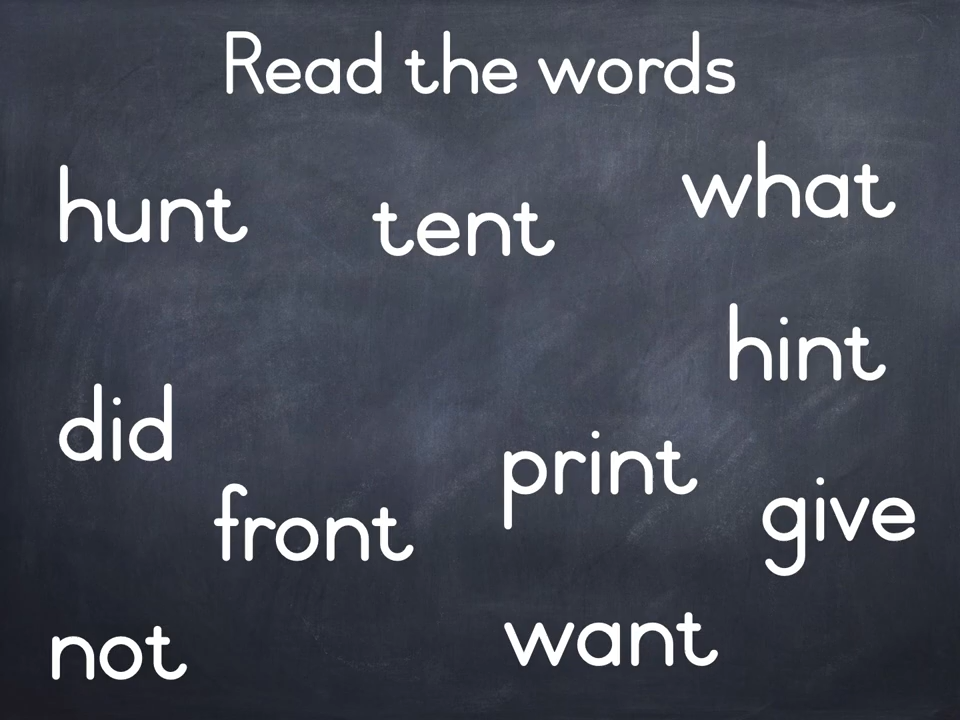 Read the words
hunt
tent
what
hint
did
print
front
give
not
want